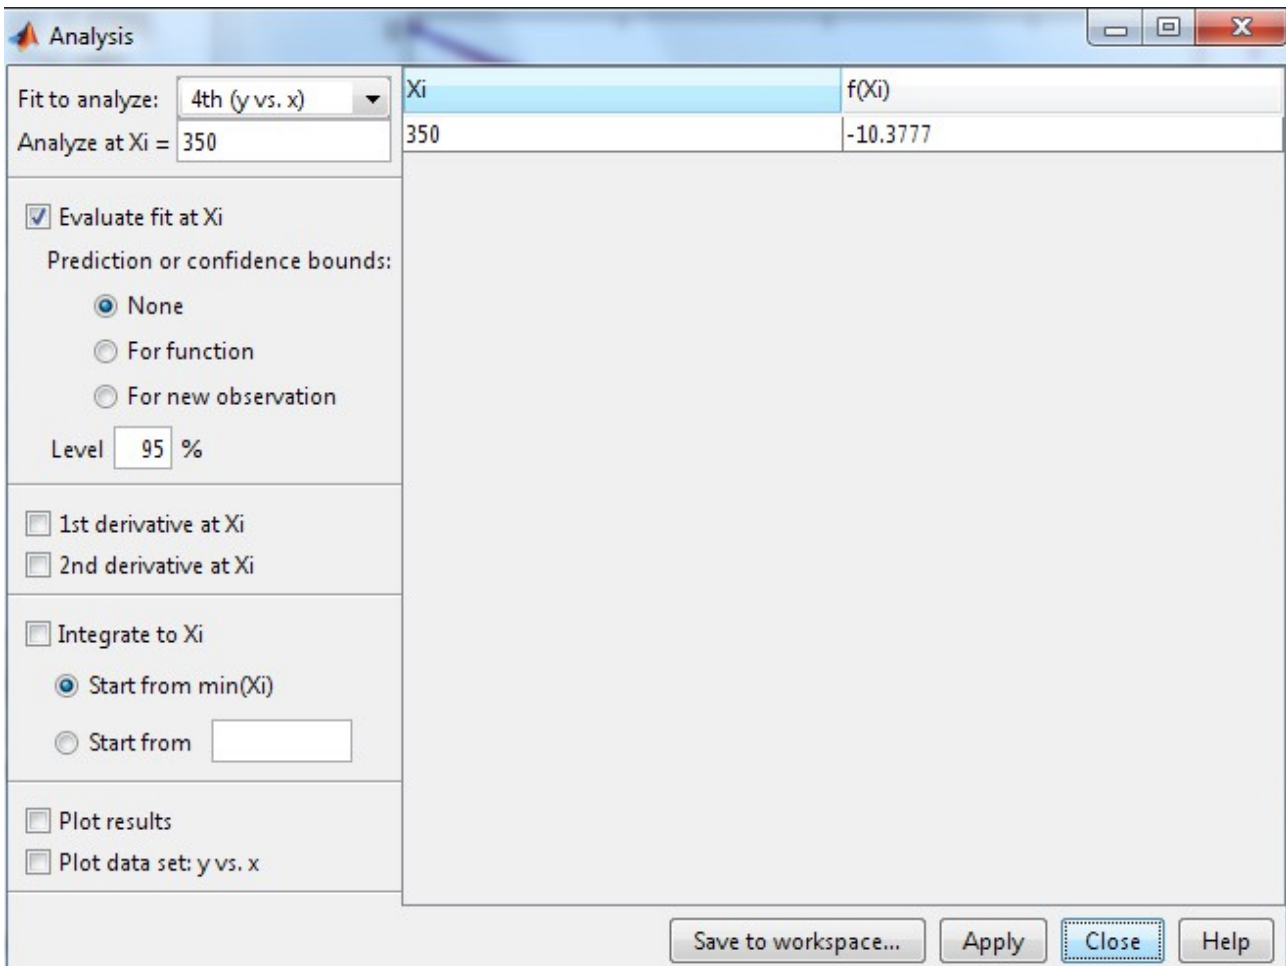 Analysis
Fit to analyze: 4th (y vs. x)
Analyze at Xi = 350
Xi f(Xi)
350 -10.3777
Evaluate fit at Xi
Prediction or confidence bounds:
None
For function
For new observation
Level 95 %
1st derivative at Xi
2nd derivative at Xi
Integrate to Xi
Start from min(Xi)
Start from
Plot results
Plot data set: y vs. x
Save to workspace... Apply Close Help